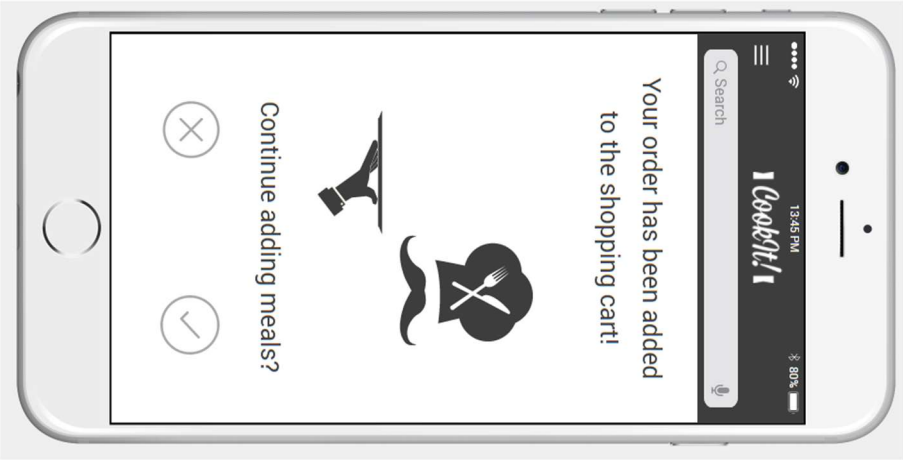 13:45 PM
80%
CookIt!
Search
Your order has been added
to the shopping cart!
Continue adding meals?